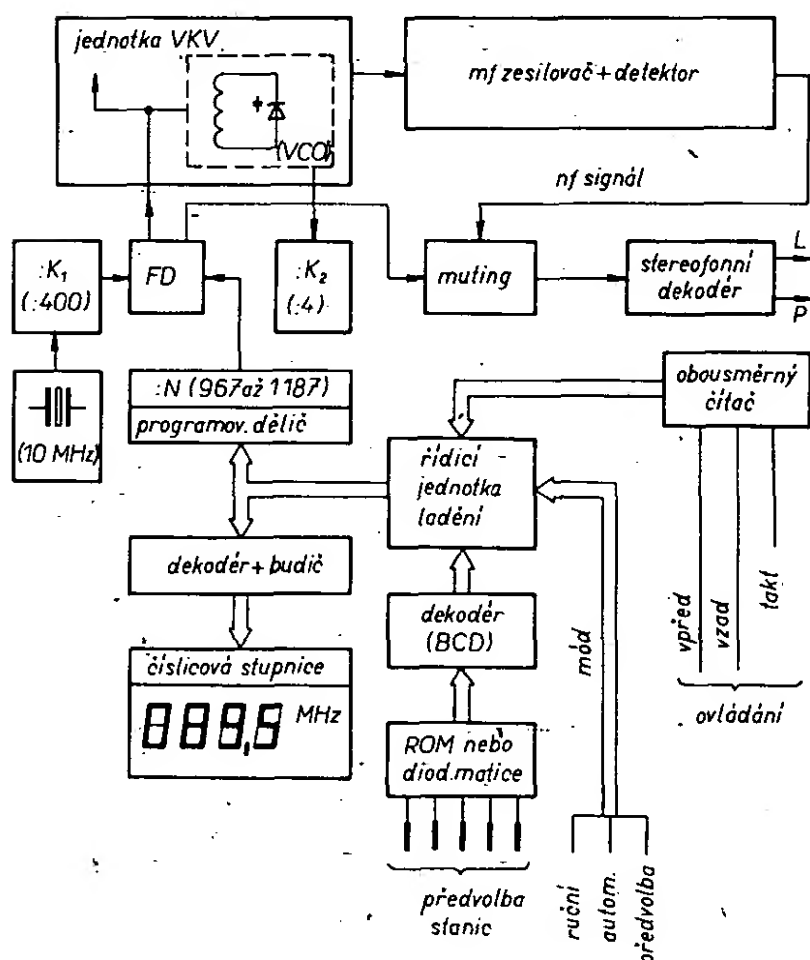 jednotka VKV
(VCO)
mf zesilovač+detektor
nf signál
:K1
(:400)
FD
:K2
(:4)
muting
stereofonní
dekodér
L
P
(10 MHz)
:N (967až 1187)
programov. dělič
obousměrný
čítač
řídicí
jednotka
ladění
dekodér+budič
dekodér
(BCD)
číslicová stupnice
888,5 MHz
ROM nebo
diod.matice
mód
vpřed
vzad
takt
ovládání
předvolba
stanic
ruční
autom.
předvolba